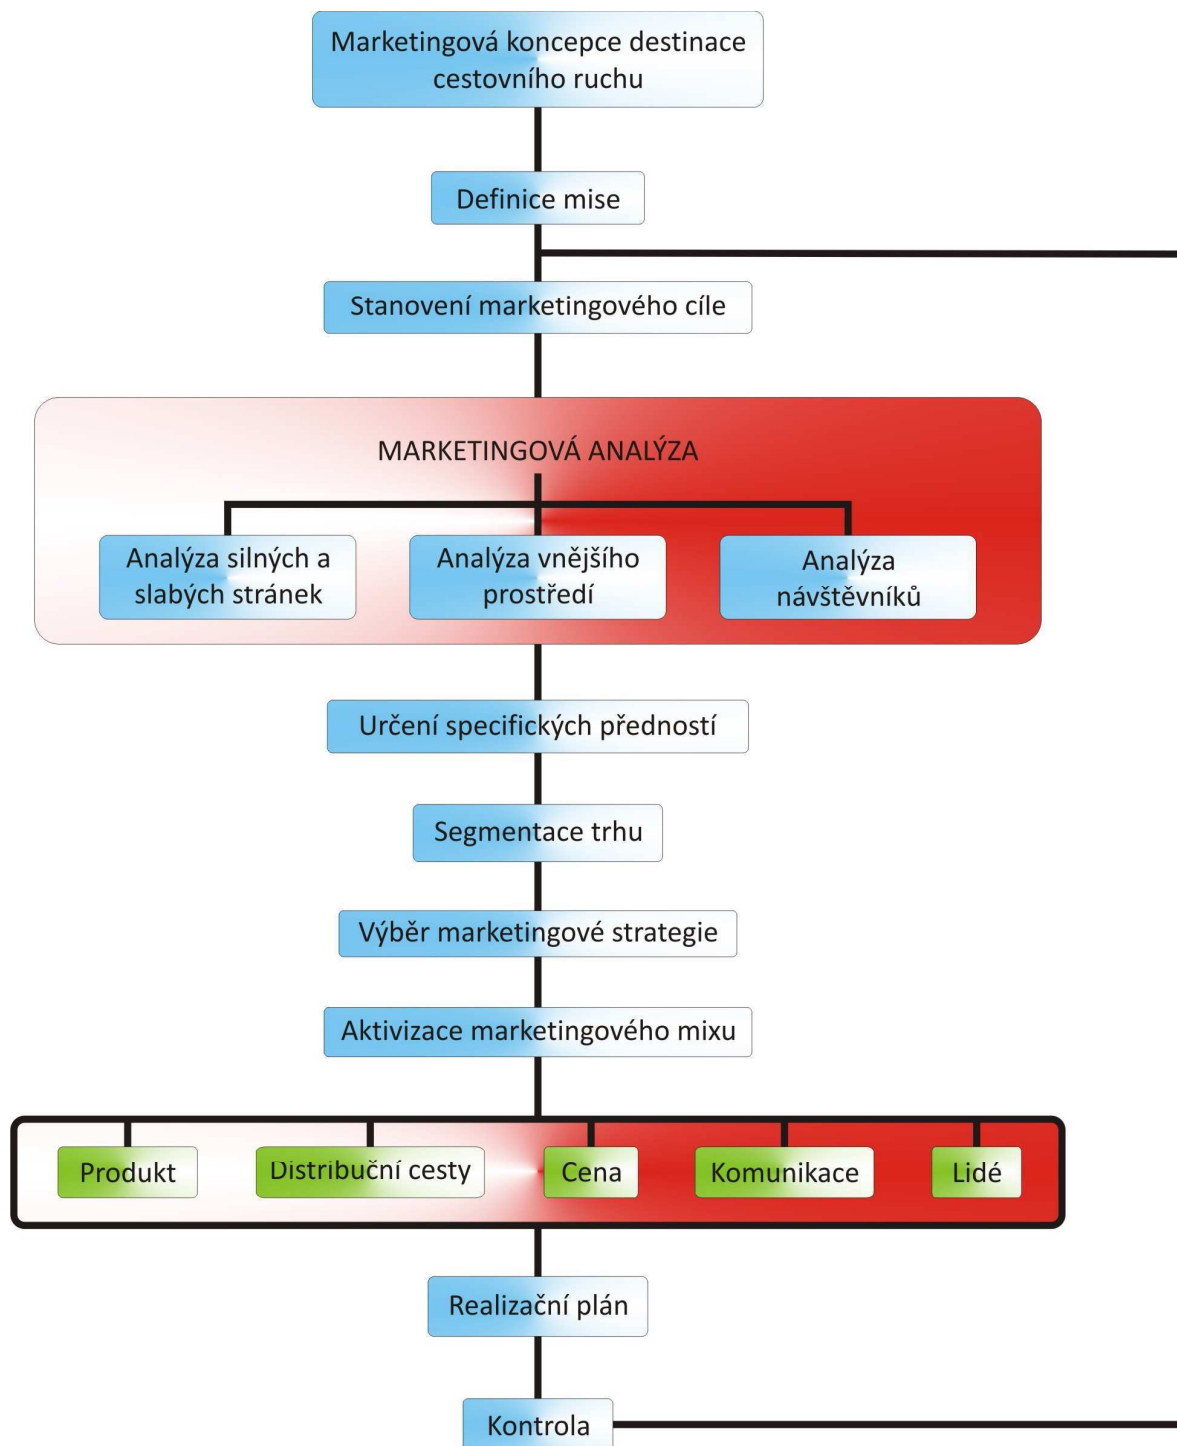 Marketingová koncepce destinace
cestovního ruchu
Definice mise
Stanovení marketingového cíle
MARKETINGOVÁ ANALÝZA
Analýza silných a
slabých stránek
Analýza vnějšího
prostředí
Analýza
návštěvníků
Určení specifických předností
Segmentace trhu
Výběr marketingové strategie
Aktivizace marketingového mixu
Produkt
Distribuční cesty
Cena
Komunikace
Lidé
Realizační plán
Kontrola